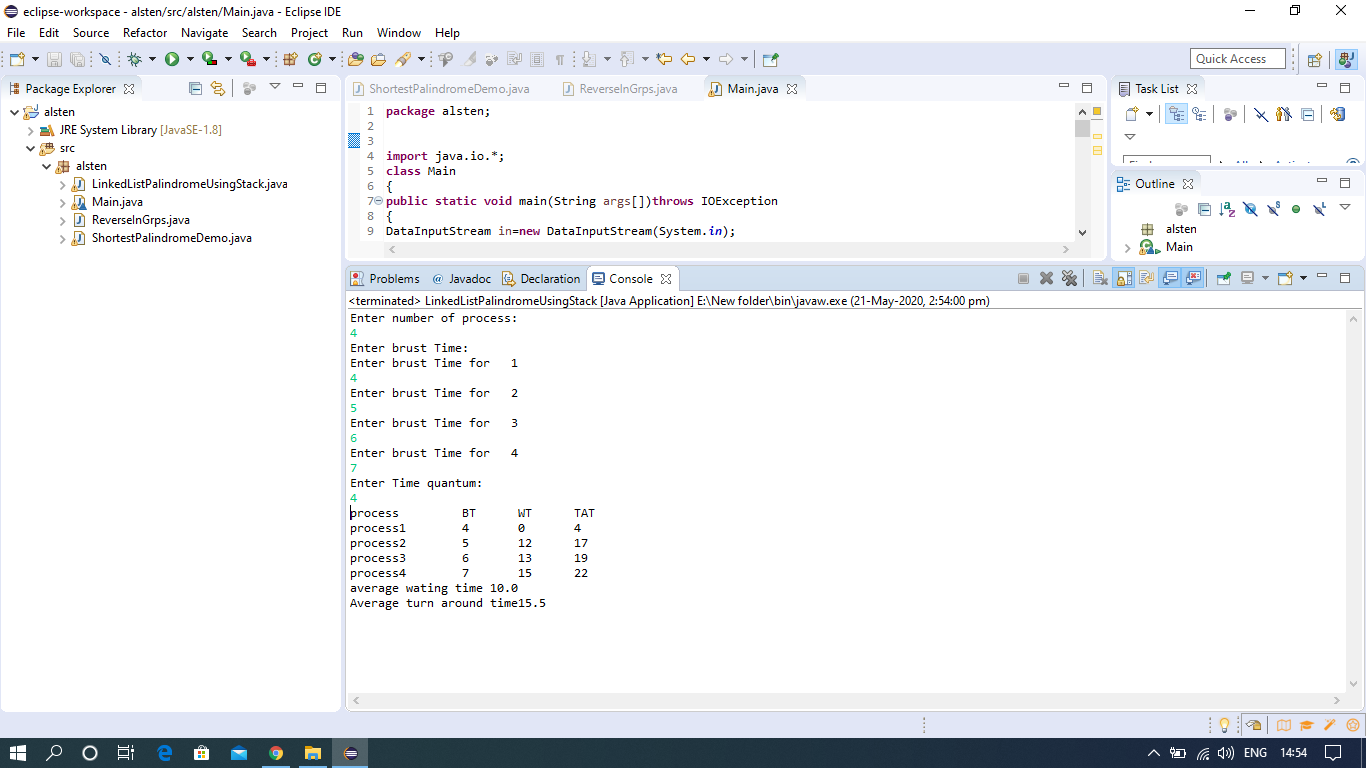 eclipse-workspace - alsten/src/alsten/Main.java - Eclipse IDE
File Edit Source Refactor Navigate Search Project Run Window Help
Quick Access
Package Explorer
alsten
JRE System Library [JavaSE-1.8]
src
alsten
LinkedListPalindromeUsingStack.java
Main.java
ReverseInGrps.java
ShortestPalindromeDemo.java
ShortestPalindromeDemo.java ReverseInGrps.java Main.java
1 package alsten;
2
3
4 import java.io.*;
5 class Main
6 {
7 public static void main(String args[])throws IOException
8 {
9 DataInputStream in=new DataInputStream(System.in);
Task List
Outline
alsten
Main
Problems @ Javadoc Declaration Console
<terminated> LinkedListPalindromeUsingStack [Java Application] E:\New folder\bin\javaw.exe (21-May-2020, 2:54:00 pm)
Enter number of process:
4
Enter brust Time:
Enter brust Time for 1
4
Enter brust Time for 2
5
Enter brust Time for 3
6
Enter brust Time for 4
7
Enter Time quantum:
4
process BT WT TAT
process1 4 0 4
process2 5 12 17
process3 6 13 19
process4 7 15 22
average wating time 10.0
Average turn around time15.5
ENG 14:54